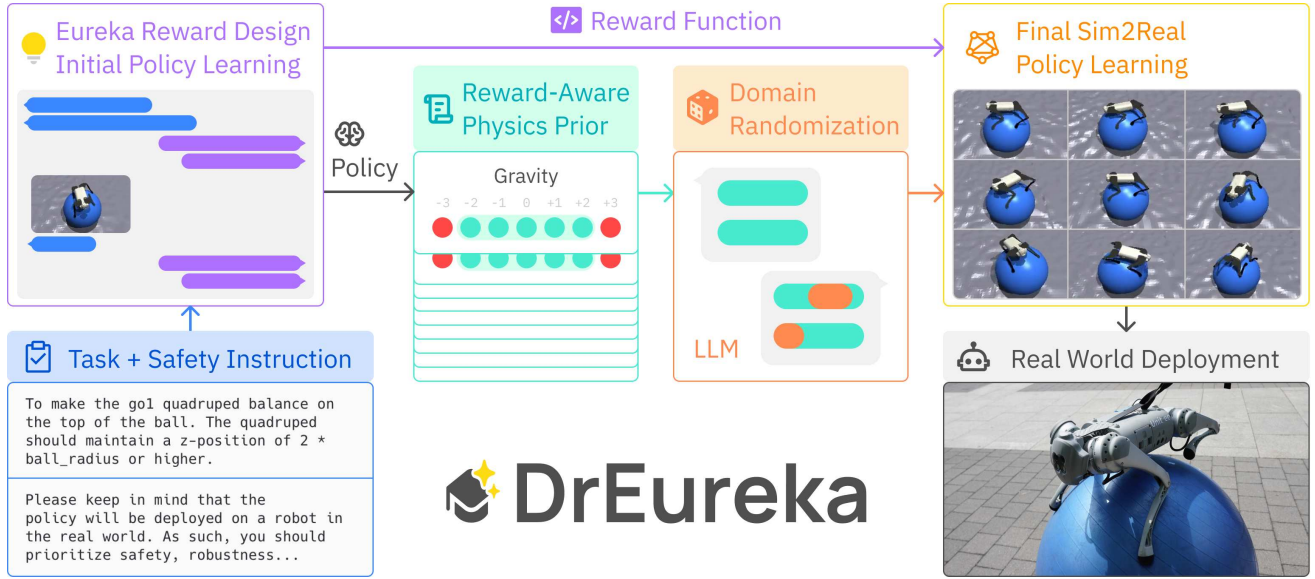 Eureka Reward Design
Initial Policy Learning
</> Reward Function
Final Sim2Real
Policy Learning
Policy
Reward-Aware
Physics Prior
Gravity
-3 -2 -1 0 +1 +2 +3
Domain
Randomization
LLM
Task + Safety Instruction
To make the go1 quadruped balance on
the top of the ball. The quadruped
should maintain a z-position of 2 *
ball_radius or higher.
Please keep in mind that the
policy will be deployed on a robot in
the real world. As such, you should
prioritize safety, robustness...
DrEureka
Real World Deployment